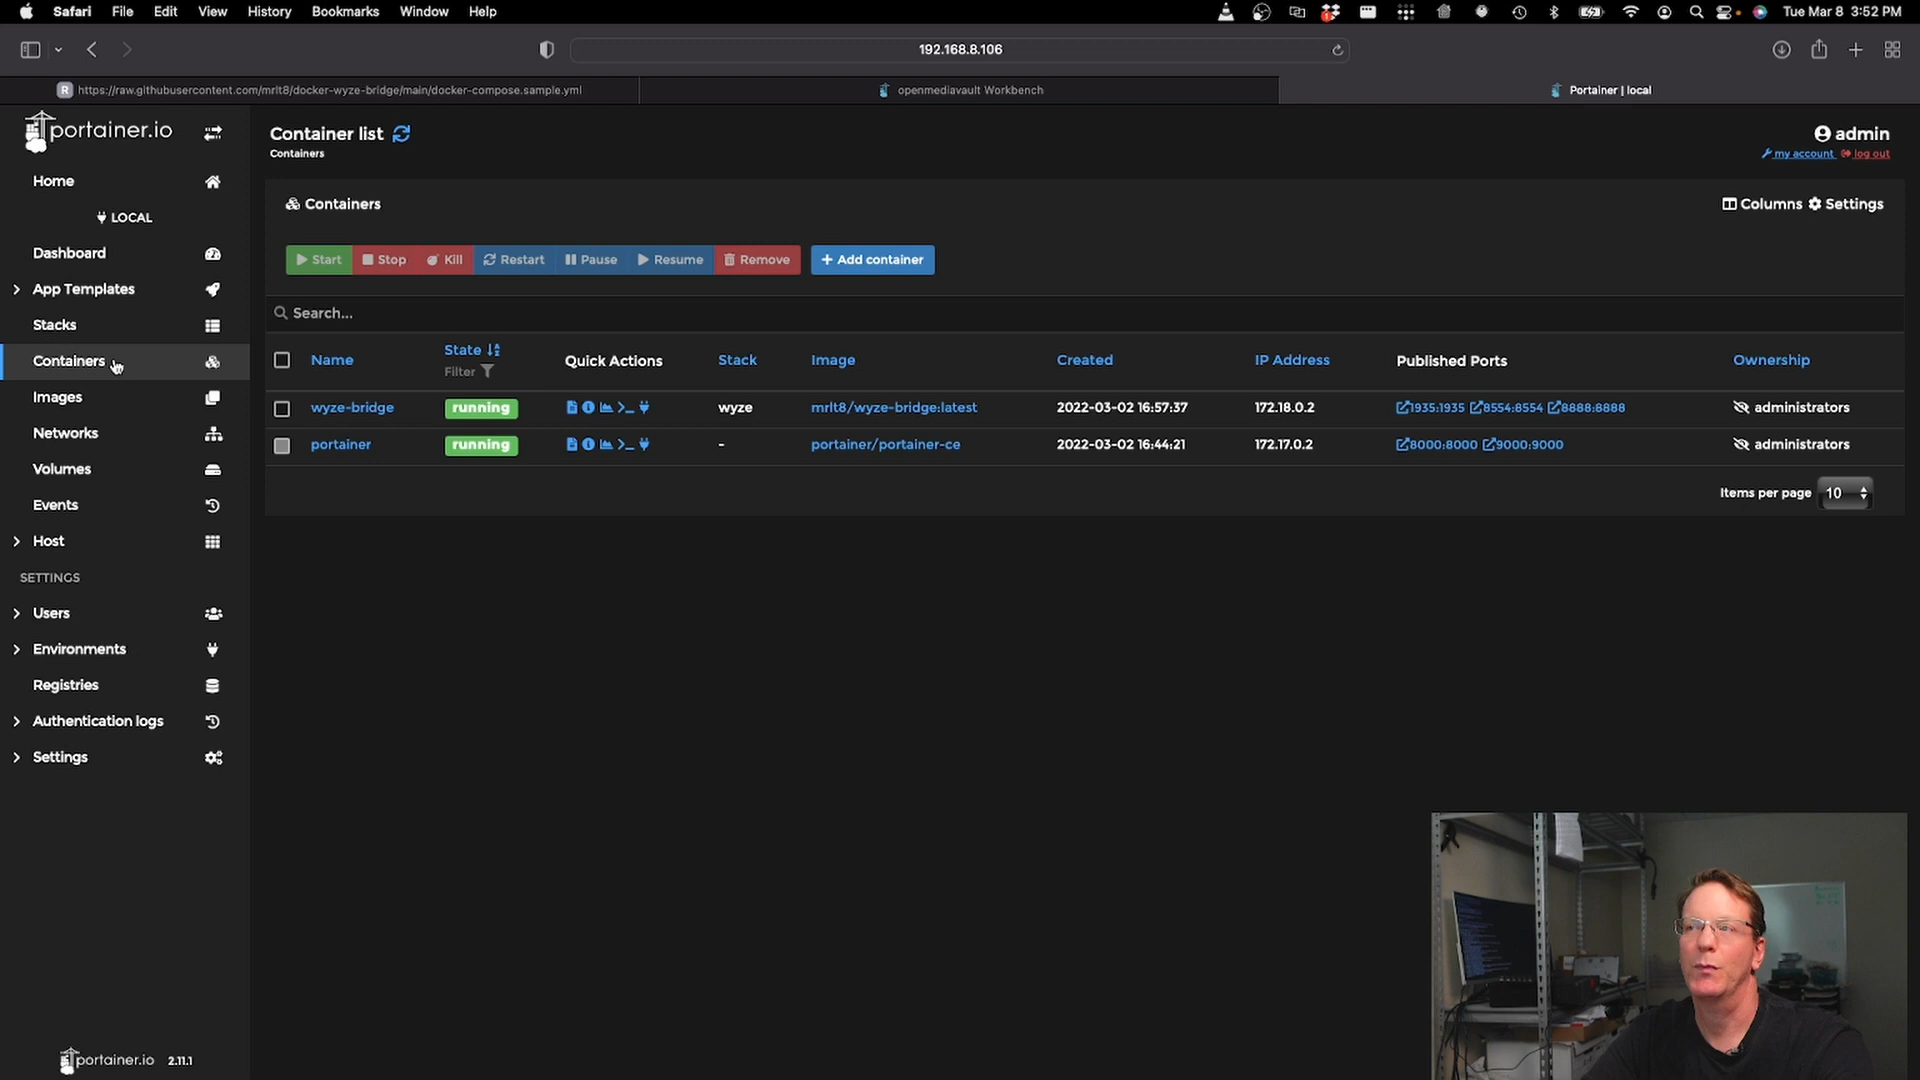 Safari File Edit View History Bookmarks Window Help Tue Mar 8 3:52 PM
192.168.8.106
R https://raw.githubusercontent.com/mrlt8/docker-wyze-bridge/main/docker-compose.sample.yml openmediavault Workbench Portainer | local
portainer.io
Container list
Containers
admin
my account log out
Home
LOCAL
Dashboard
App Templates
Stacks
Containers
Images
Networks
Volumes
Events
Host
SETTINGS
Users
Environments
Registries
Authentication logs
Settings
Containers Columns Settings
Start Stop Kill Restart Pause Resume Remove + Add container
Search...
Name State Filter Quick Actions Stack Image Created IP Address Published Ports Ownership
wyze-bridge running wyze mrlt8/wyze-bridge:latest 2022-03-02 16:57:37 172.18.0.2 1935:1935 8554:8554 8888:8888 administrators
portainer running - portainer/portainer-ce 2022-03-02 16:44:21 172.17.0.2 8000:8000 9000:9000 administrators
Items per page 10
portainer.io 2.11.1